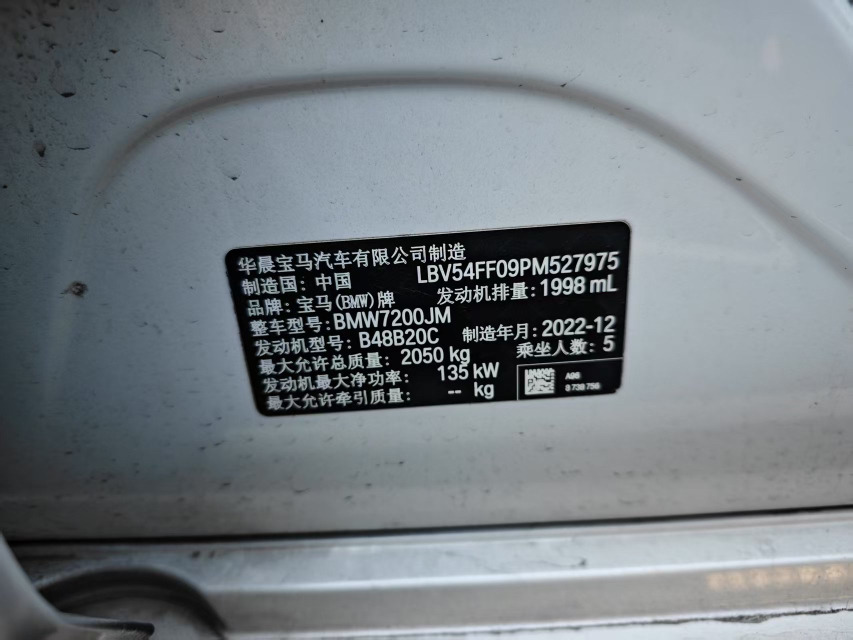 华晨宝马汽车有限公司制造
制造国：中国 LBV54FF09PM527975
品牌：宝马(BMW)牌 发动机排量：1998 mL
整车型号：BMW7200JM
发动机型号：B48B20C 制造年月：2022-12
最大允许总质量：2050 kg 乘坐人数：5
发动机最大净功率：135 kW
最大允许牵引质量：-- kg
A98
8738756